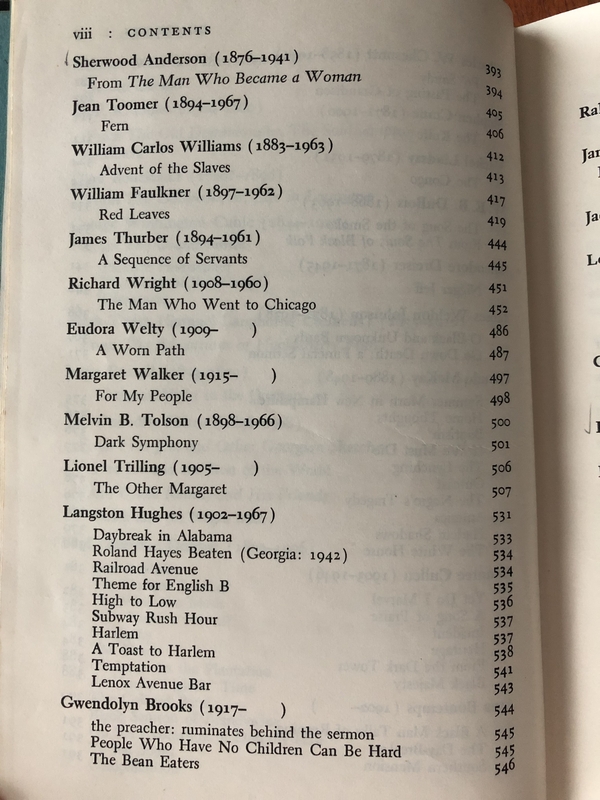 viii : CONTENTS
Sherwood Anderson (1876–1941) 393
From The Man Who Became a Woman 394
Jean Toomer (1894–1967) 405
Fern 406
William Carlos Williams (1883–1963) 412
Advent of the Slaves 413
William Faulkner (1897–1962) 417
Red Leaves 419
James Thurber (1894–1961) 444
A Sequence of Servants 445
Richard Wright (1908–1960) 451
The Man Who Went to Chicago 452
Eudora Welty (1909– ) 486
A Worn Path 487
Margaret Walker (1915– ) 497
For My People 498
Melvin B. Tolson (1898–1966) 500
Dark Symphony 501
Lionel Trilling (1905– ) 506
The Other Margaret 507
Langston Hughes (1902–1967) 531
Daybreak in Alabama 533
Roland Hayes Beaten (Georgia: 1942) 534
Railroad Avenue 534
Theme for English B 535
High to Low 536
Subway Rush Hour 537
Harlem 537
A Toast to Harlem 538
Temptation 541
Lenox Avenue Bar 543
Gwendolyn Brooks (1917– ) 544
the preacher: ruminates behind the sermon 545
People Who Have No Children Can Be Hard 545
The Bean Eaters 546